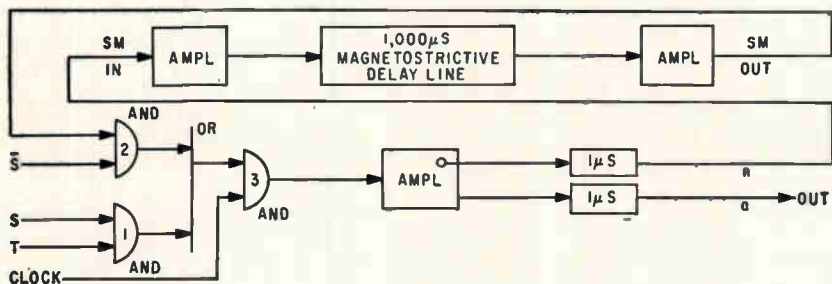 SM
IN
AMPL
1,000μS
MAGNETOSTRICTIVE
DELAY LINE
AMPL
SM
OUT
AND
OR
2
S̄
3
AND
AMPL
1μS
1μS
OUT
S
T
1
AND
CLOCK